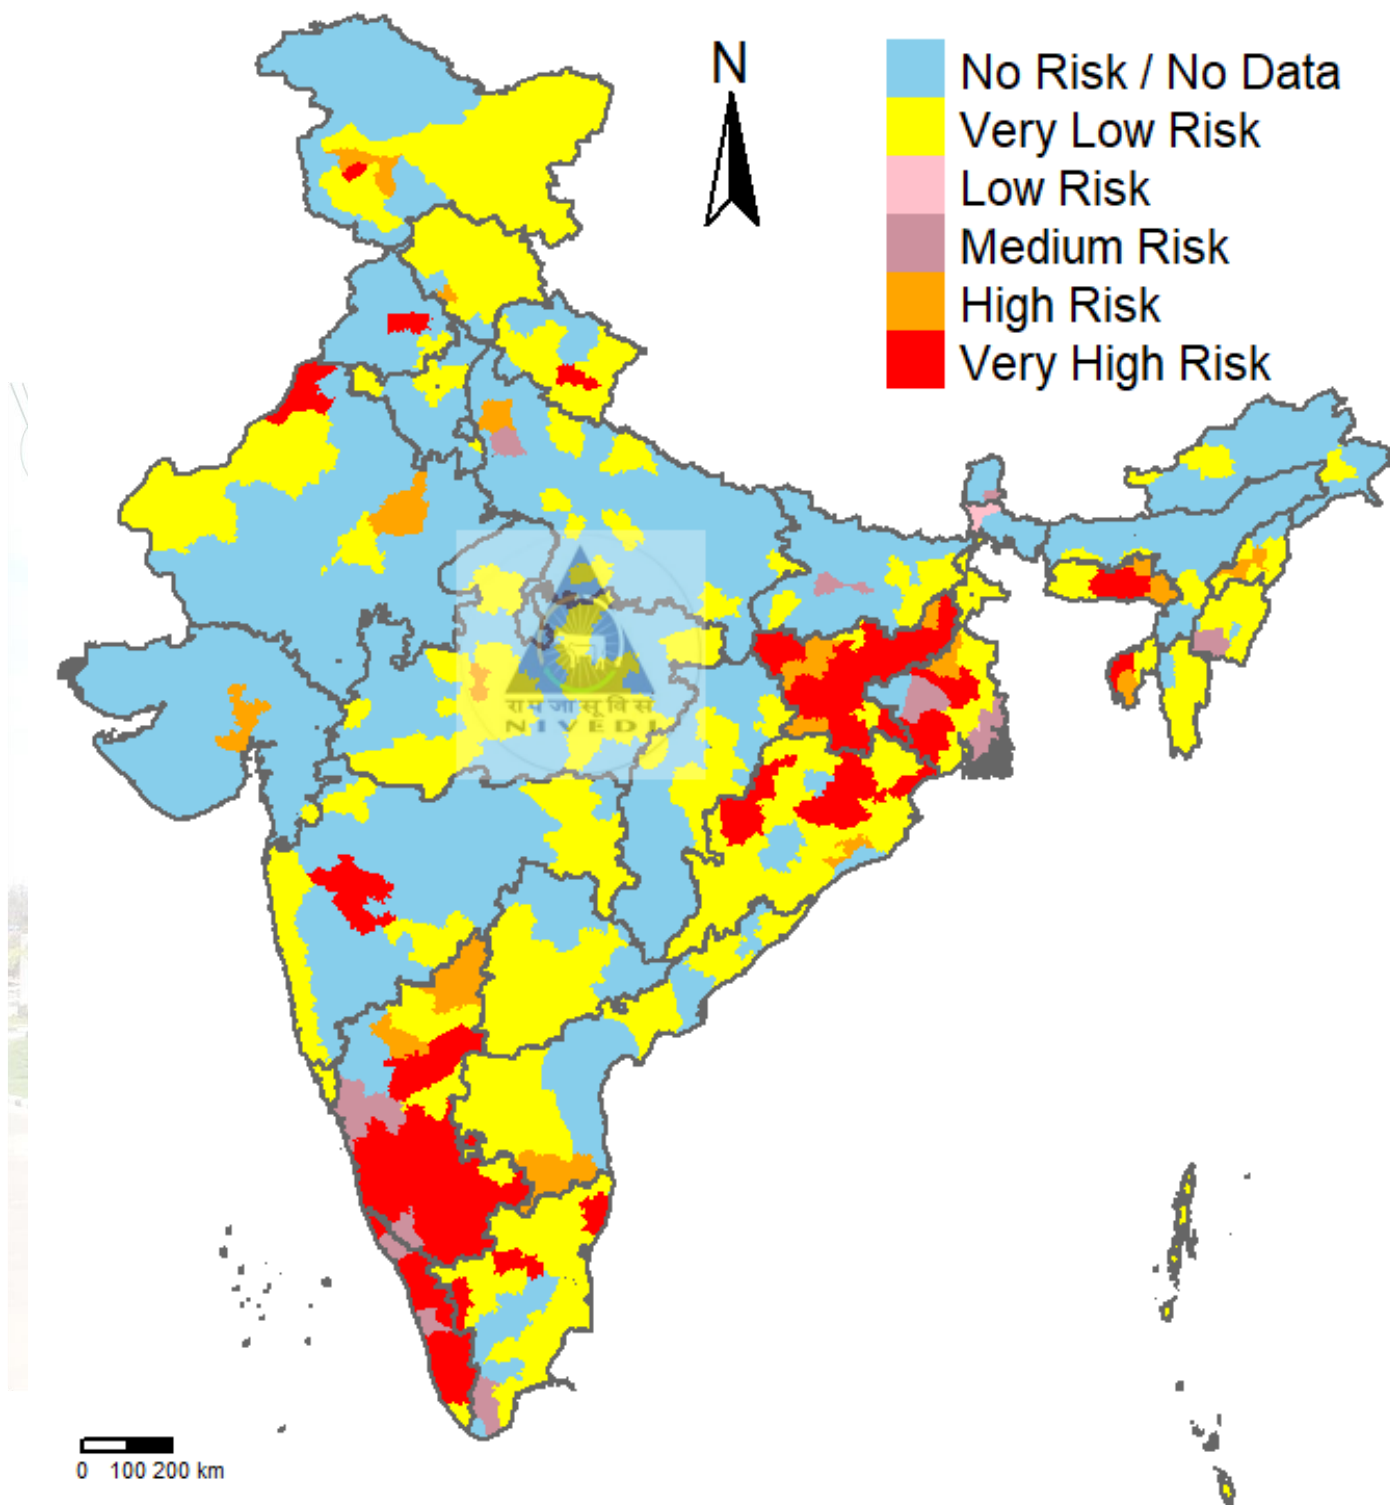 N
No Risk / No Data
Very Low Risk
Low Risk
Medium Risk
High Risk
Very High Risk
रा प जा सू वि सं
NIVEDI
0 100 200 km